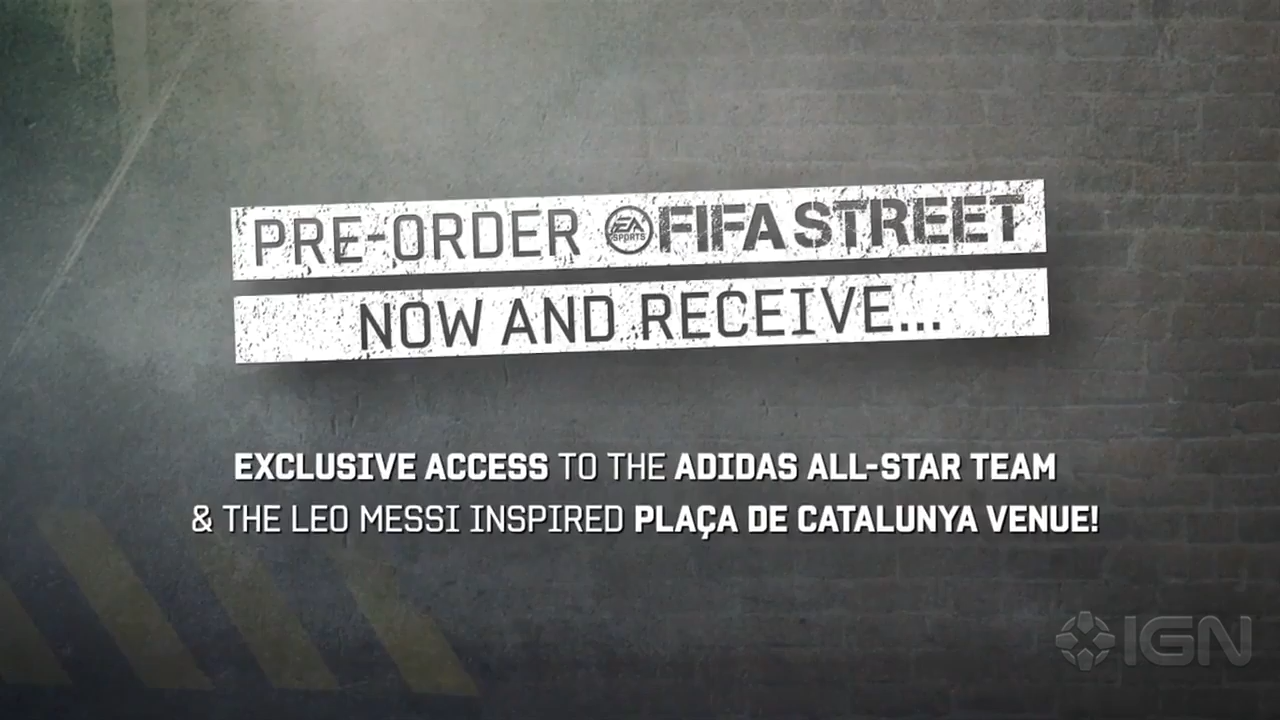 PRE-ORDER EA SPORTS FIFA STREET
NOW AND RECEIVE...
EXCLUSIVE ACCESS TO THE ADIDAS ALL-STAR TEAM
& THE LEO MESSI INSPIRED PLAÇA DE CATALUNYA VENUE!
IGN